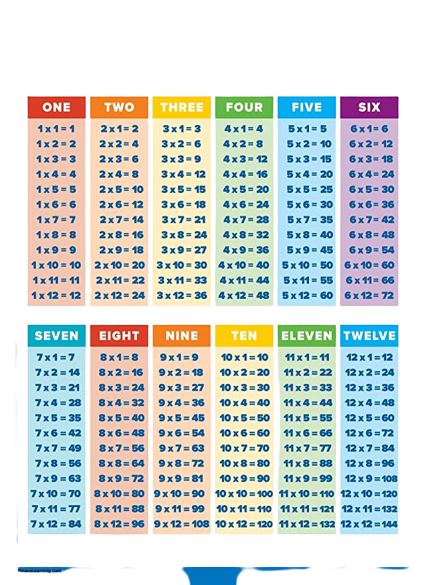 ONE TWO THREE FOUR FIVE SIX
1 x 1 = 1 2 x 1 = 2 3 x 1 = 3 4 x 1 = 4 5 x 1 = 5 6 x 1 = 6
1 x 2 = 2 2 x 2 = 4 3 x 2 = 6 4 x 2 = 8 5 x 2 = 10 6 x 2 = 12
1 x 3 = 3 2 x 3 = 6 3 x 3 = 9 4 x 3 = 12 5 x 3 = 15 6 x 3 = 18
1 x 4 = 4 2 x 4 = 8 3 x 4 = 12 4 x 4 = 16 5 x 4 = 20 6 x 4 = 24
1 x 5 = 5 2 x 5 = 10 3 x 5 = 15 4 x 5 = 20 5 x 5 = 25 6 x 5 = 30
1 x 6 = 6 2 x 6 = 12 3 x 6 = 18 4 x 6 = 24 5 x 6 = 30 6 x 6 = 36
1 x 7 = 7 2 x 7 = 14 3 x 7 = 21 4 x 7 = 28 5 x 7 = 35 6 x 7 = 42
1 x 8 = 8 2 x 8 = 16 3 x 8 = 24 4 x 8 = 32 5 x 8 = 40 6 x 8 = 48
1 x 9 = 9 2 x 9 = 18 3 x 9 = 27 4 x 9 = 36 5 x 9 = 45 6 x 9 = 54
1 x 10 = 10 2 x 10 = 20 3 x 10 = 30 4 x 10 = 40 5 x 10 = 50 6 x 10 = 60
1 x 11 = 11 2 x 11 = 22 3 x 11 = 33 4 x 11 = 44 5 x 11 = 55 6 x 11 = 66
1 x 12 = 12 2 x 12 = 24 3 x 12 = 36 4 x 12 = 48 5 x 12 = 60 6 x 12 = 72
SEVEN EIGHT NINE TEN ELEVEN TWELVE
7 x 1 = 7 8 x 1 = 8 9 x 1 = 9 10 x 1 = 10 11 x 1 = 11 12 x 1 = 12
7 x 2 = 14 8 x 2 = 16 9 x 2 = 18 10 x 2 = 20 11 x 2 = 22 12 x 2 = 24
7 x 3 = 21 8 x 3 = 24 9 x 3 = 27 10 x 3 = 30 11 x 3 = 33 12 x 3 = 36
7 x 4 = 28 8 x 4 = 32 9 x 4 = 36 10 x 4 = 40 11 x 4 = 44 12 x 4 = 48
7 x 5 = 35 8 x 5 = 40 9 x 5 = 45 10 x 5 = 50 11 x 5 = 55 12 x 5 = 60
7 x 6 = 42 8 x 6 = 48 9 x 6 = 54 10 x 6 = 60 11 x 6 = 66 12 x 6 = 72
7 x 7 = 49 8 x 7 = 56 9 x 7 = 63 10 x 7 = 70 11 x 7 = 77 12 x 7 = 84
7 x 8 = 56 8 x 8 = 64 9 x 8 = 72 10 x 8 = 80 11 x 8 = 88 12 x 8 = 96
7 x 9 = 63 8 x 9 = 72 9 x 9 = 81 10 x 9 = 90 11 x 9 = 99 12 x 9 = 108
7 x 10 = 70 8 x 10 = 80 9 x 10 = 90 10 x 10 = 100 11 x 10 = 110 12 x 10 = 120
7 x 11 = 77 8 x 11 = 88 9 x 11 = 99 10 x 11 = 110 11 x 11 = 121 12 x 11 = 132
7 x 12 = 84 8 x 12 = 96 9 x 12 = 108 10 x 12 = 120 11 x 12 = 132 12 x 12 = 144